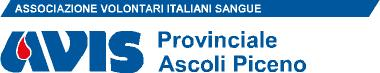 ASSOCIAZIONE VOLONTARI ITALIANI SANGUE
AVIS Provinciale
Ascoli Piceno